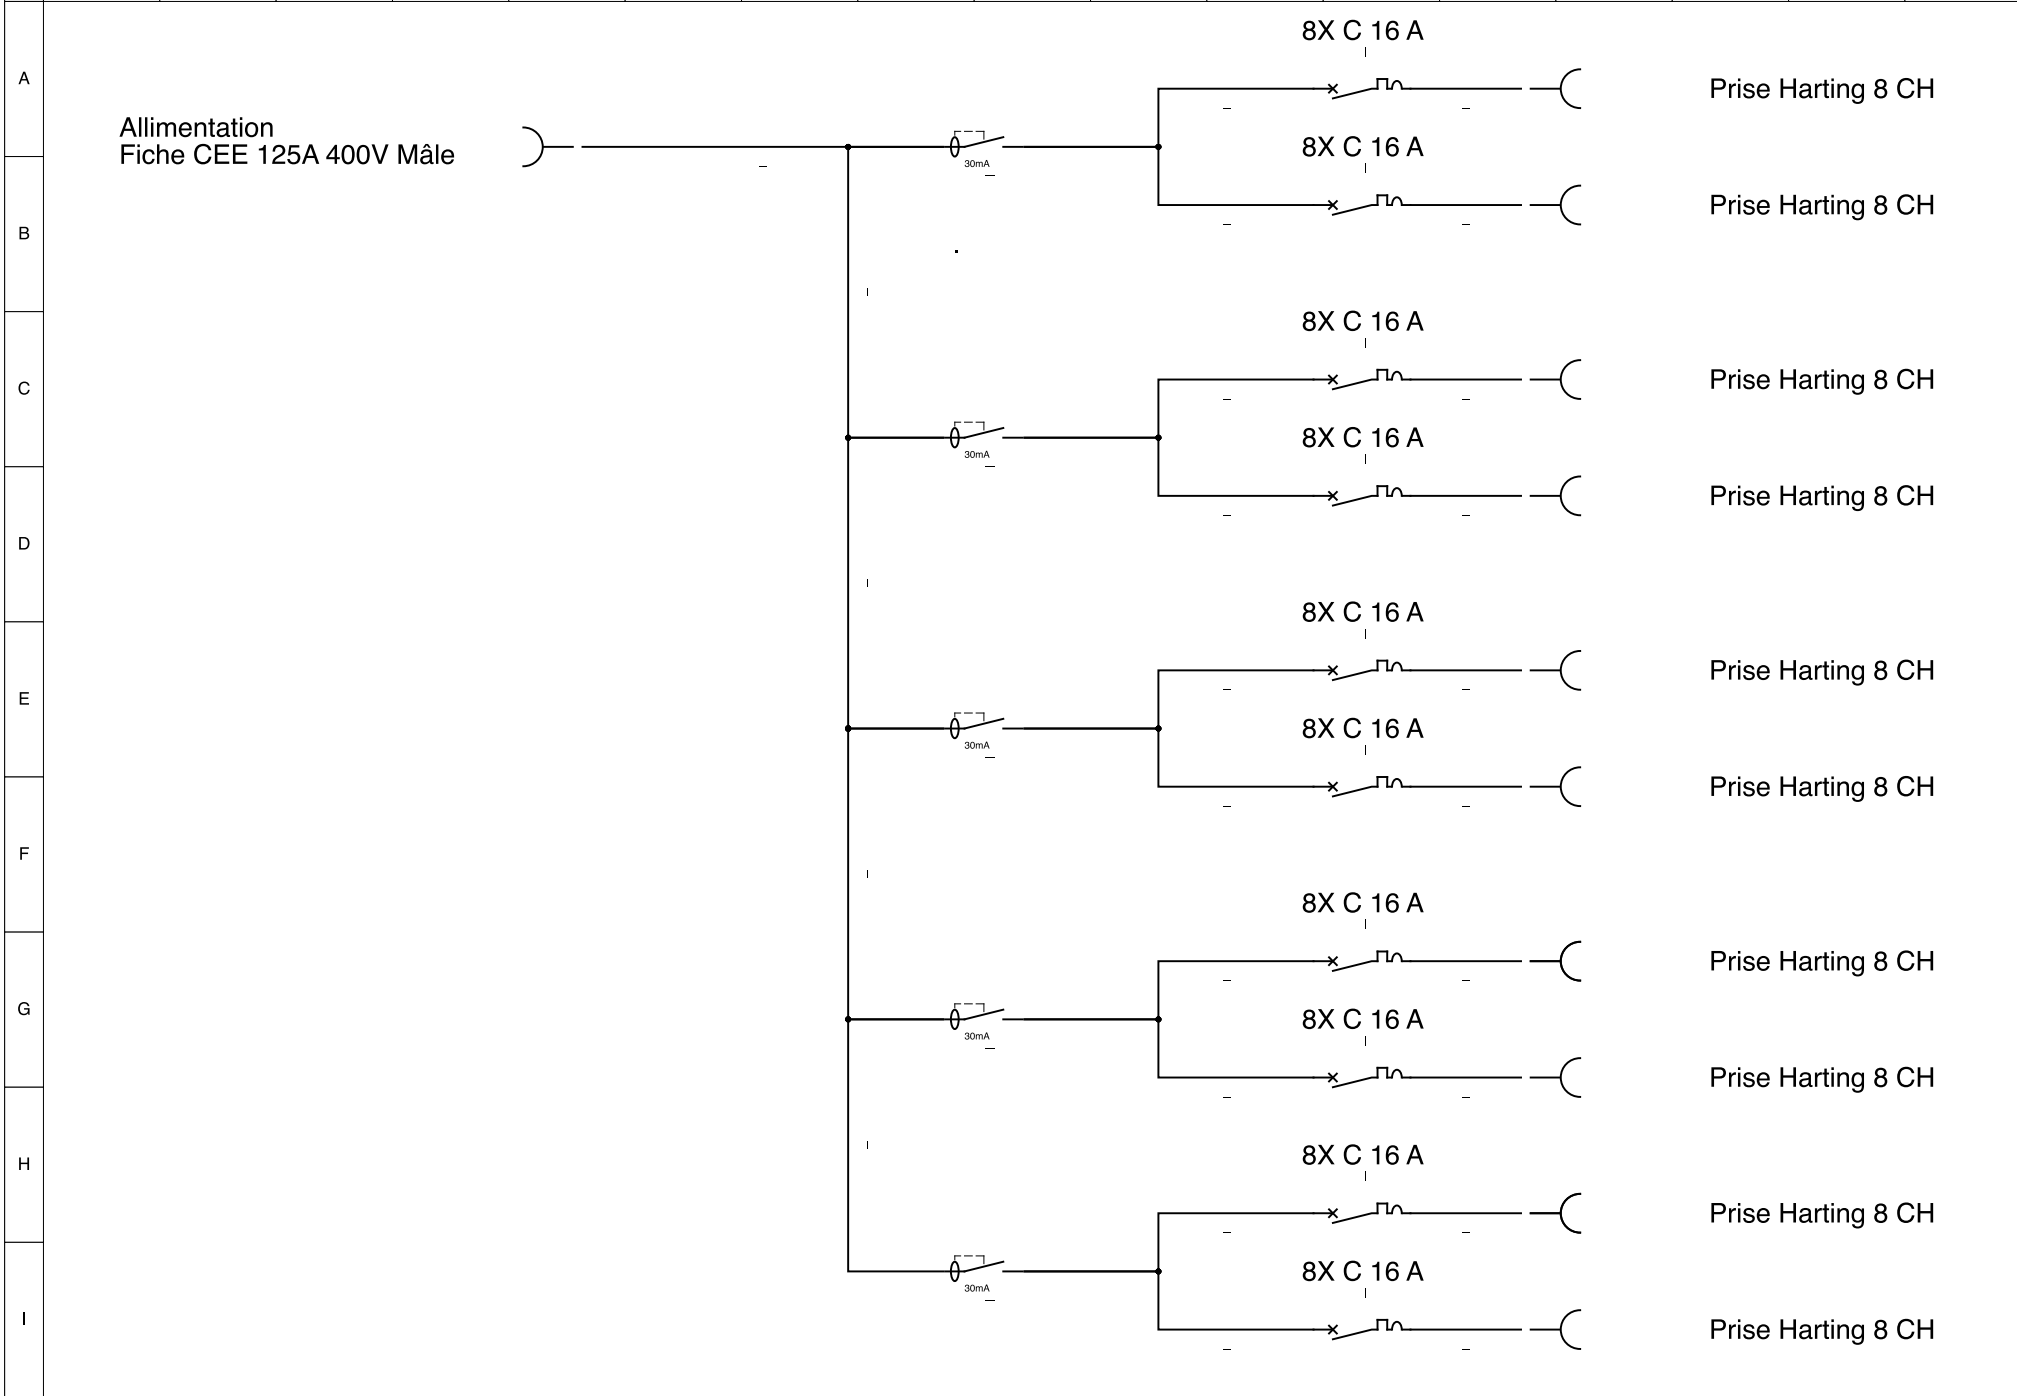 A
B
C
D
E
F
G
H
I
Allimentation
Fiche CEE 125A 400V Mâle
8X C 16 A
Prise Harting 8 CH
30mA
8X C 16 A
Prise Harting 8 CH
8X C 16 A
Prise Harting 8 CH
30mA
8X C 16 A
Prise Harting 8 CH
8X C 16 A
Prise Harting 8 CH
30mA
8X C 16 A
Prise Harting 8 CH
8X C 16 A
Prise Harting 8 CH
30mA
8X C 16 A
Prise Harting 8 CH
8X C 16 A
Prise Harting 8 CH
30mA
8X C 16 A
Prise Harting 8 CH